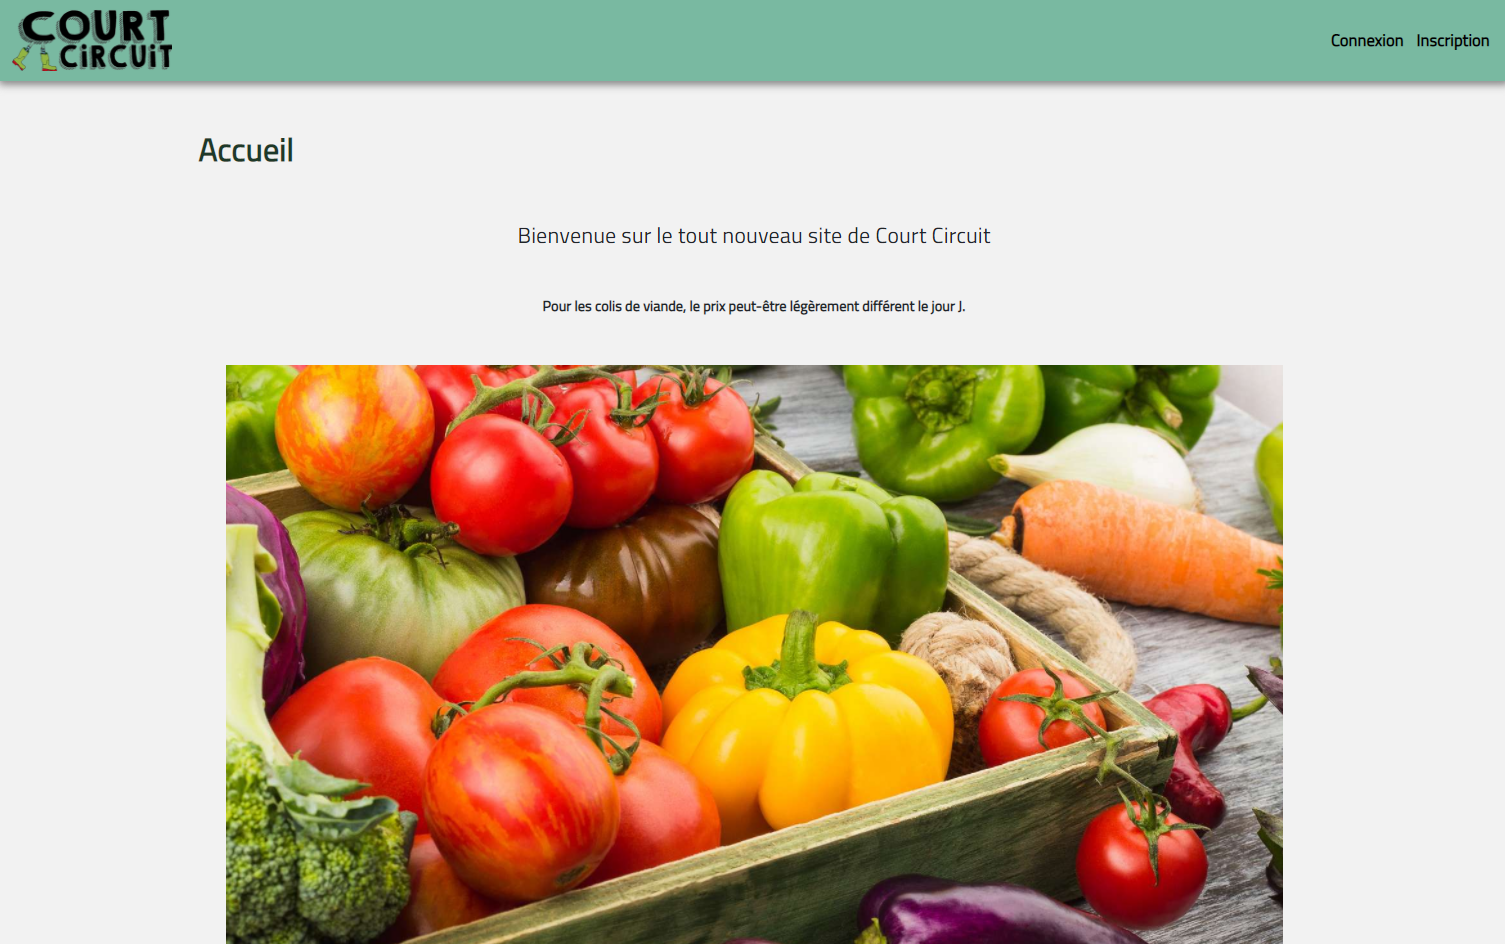 COURT
CiRCUiT
Connexion Inscription
Accueil
Bienvenue sur le tout nouveau site de Court Circuit
Pour les colis de viande, le prix peut-être légèrement différent le jour J.